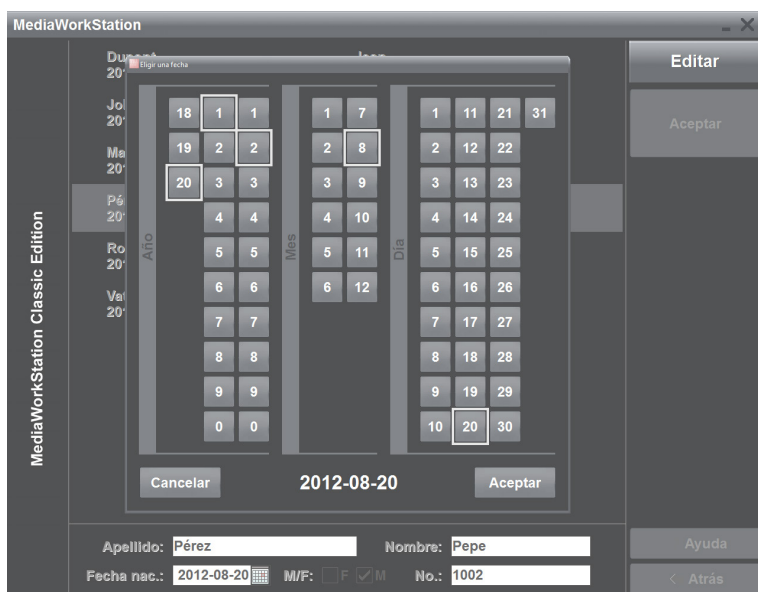 MediaWorkStation
Editar
Aceptar
MediaWorkStation Classic Edition
Elegir una fecha
Año
18 1 1
19 2 2
20 3 3
4 4
5 5
6 6
7 7
8 8
9 9
0 0
Mes
1 7
2 8
3 9
4 10
5 11
6 12
Día
1 11 21 31
2 12 22
3 13 23
4 14 24
5 15 25
6 16 26
7 17 27
8 18 28
9 19 29
10 20 30
Cancelar 2012-08-20 Aceptar
Apellido: Pérez Nombre: Pepe
Fecha nac.: 2012-08-20 M/F: F M No.: 1002
Ayuda
< Atrás